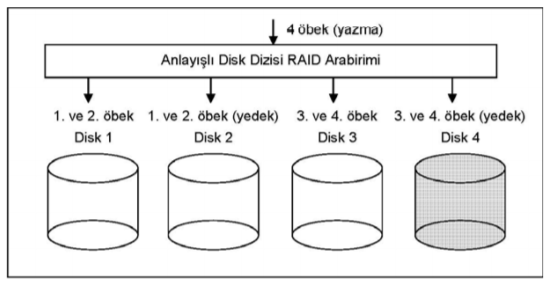 4 öbek (yazma)
Anlayışlı Disk Dizisi RAID Arabirimi
1. ve 2. öbek 1. ve 2. öbek (yedek) 3. ve 4. öbek 3. ve 4. öbek (yedek)
Disk 1 Disk 2 Disk 3 Disk 4